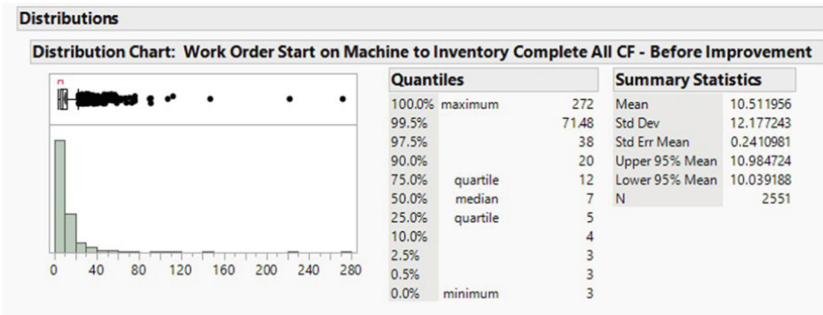 Distributions
Distribution Chart: Work Order Start on Machine to Inventory Complete All CF - Before Improvement
0 40 80 120 160 200 240 280
Quantiles
100.0% maximum 272
99.5% 71.48
97.5% 38
90.0% 20
75.0% quartile 12
50.0% median 7
25.0% quartile 5
10.0% 4
2.5% 3
0.5% 3
0.0% minimum 3
Summary Statistics
Mean 10.511956
Std Dev 12.177243
Std Err Mean 0.2410981
Upper 95% Mean 10.984724
Lower 95% Mean 10.039188
N 2551